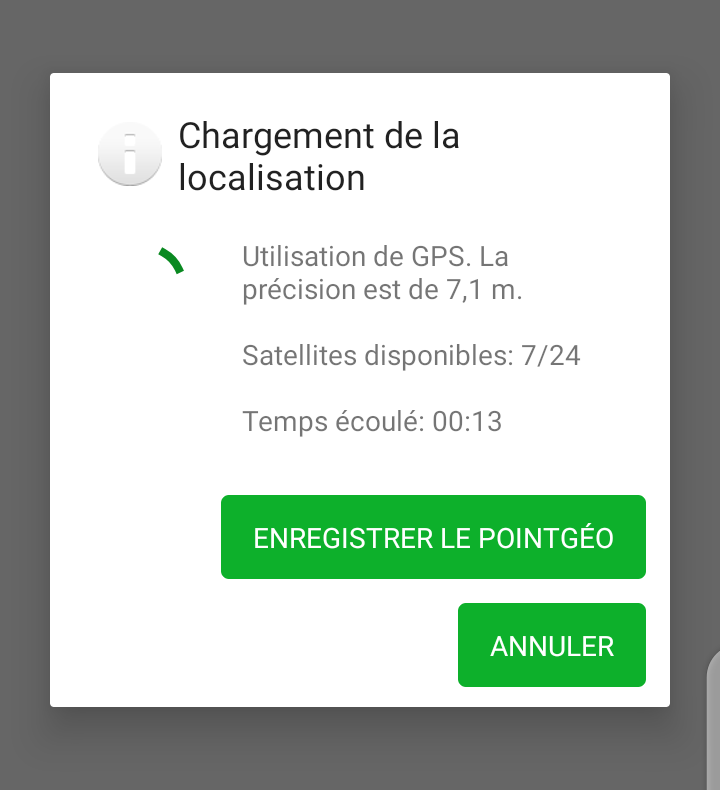 Chargement de la
localisation
Utilisation de GPS. La
précision est de 7,1 m.
Satellites disponibles: 7/24
Temps écoulé: 00:13
ENREGISTRER LE POINTGÉO
ANNULER